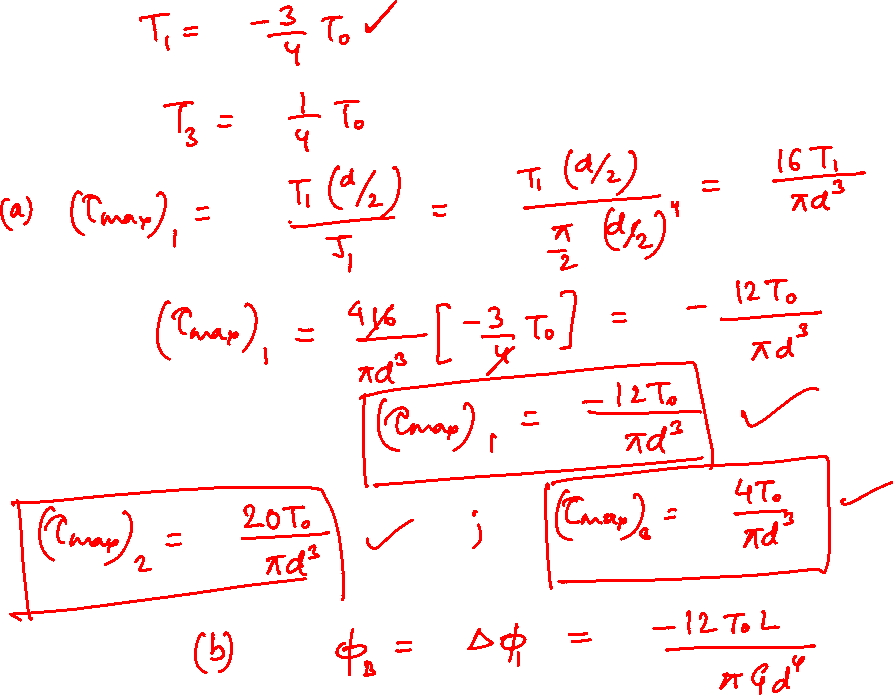 T₁ = -3/4 T₀ ✓
T₃ = 1/4 T₀
(a) (τmax)₁ = T₁(d/2) / J₁ = T₁(d/2) / (π/2 (d/2)⁴) = 16T₁ / πd³
(τmax)₁ = 4 16 / πd³ [-3/4 T₀] = - 12T₀ / πd³
(τmax)₁ = -12T₀ / πd³ ✓
(τmax)₂ = 20T₀ / πd³ ✓ ; (τmax)₃ = 4T₀ / πd³ ✓
(b) ϕ_B = Δϕ₁ = -12T₀L / πGd⁴